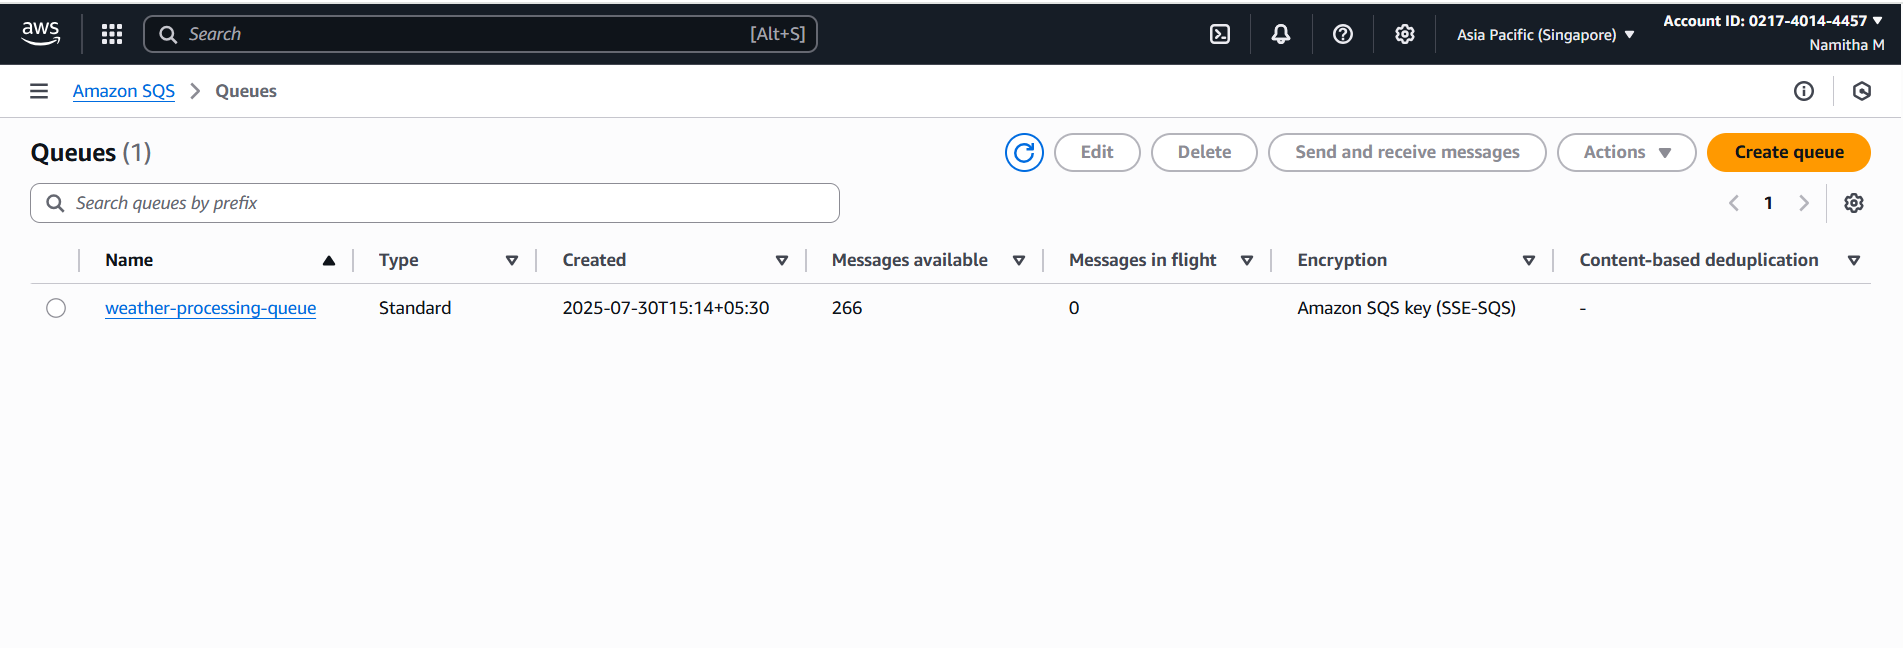 aws
Search [Alt+S]
Asia Pacific (Singapore)
Account ID: 0217-4014-4457
Namitha M
Amazon SQS > Queues
Queues (1)
Edit Delete Send and receive messages Actions Create queue
Search queues by prefix
1
Name Type Created Messages available Messages in flight Encryption Content-based deduplication
weather-processing-queue Standard 2025-07-30T15:14+05:30 266 0 Amazon SQS key (SSE-SQS) -